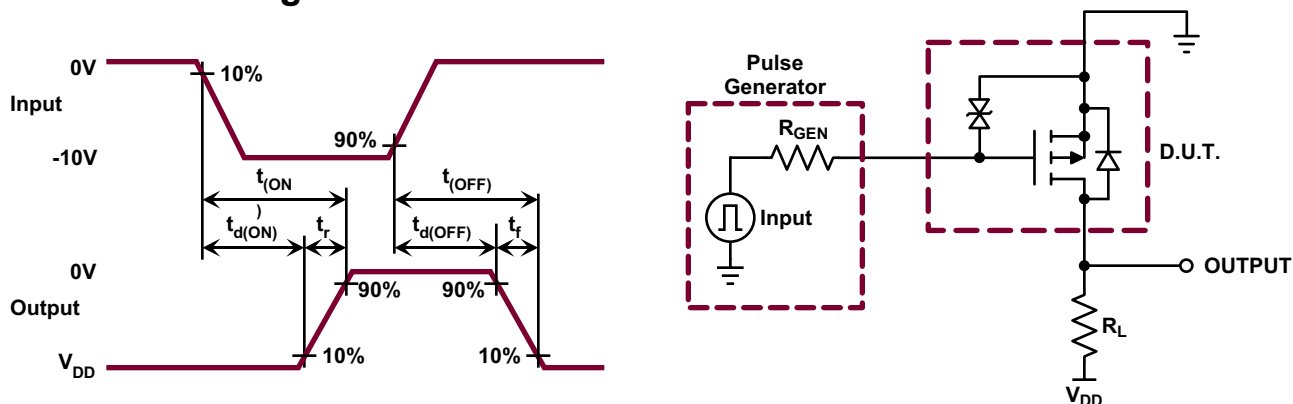 0V
10%
Input
90%
-10V
t(ON
)
t(OFF)
td(ON)
tr
td(OFF)
tf
0V
90%
90%
Output
10%
10%
VDD
Pulse
Generator
RGEN
Input
D.U.T.
OUTPUT
RL
VDD